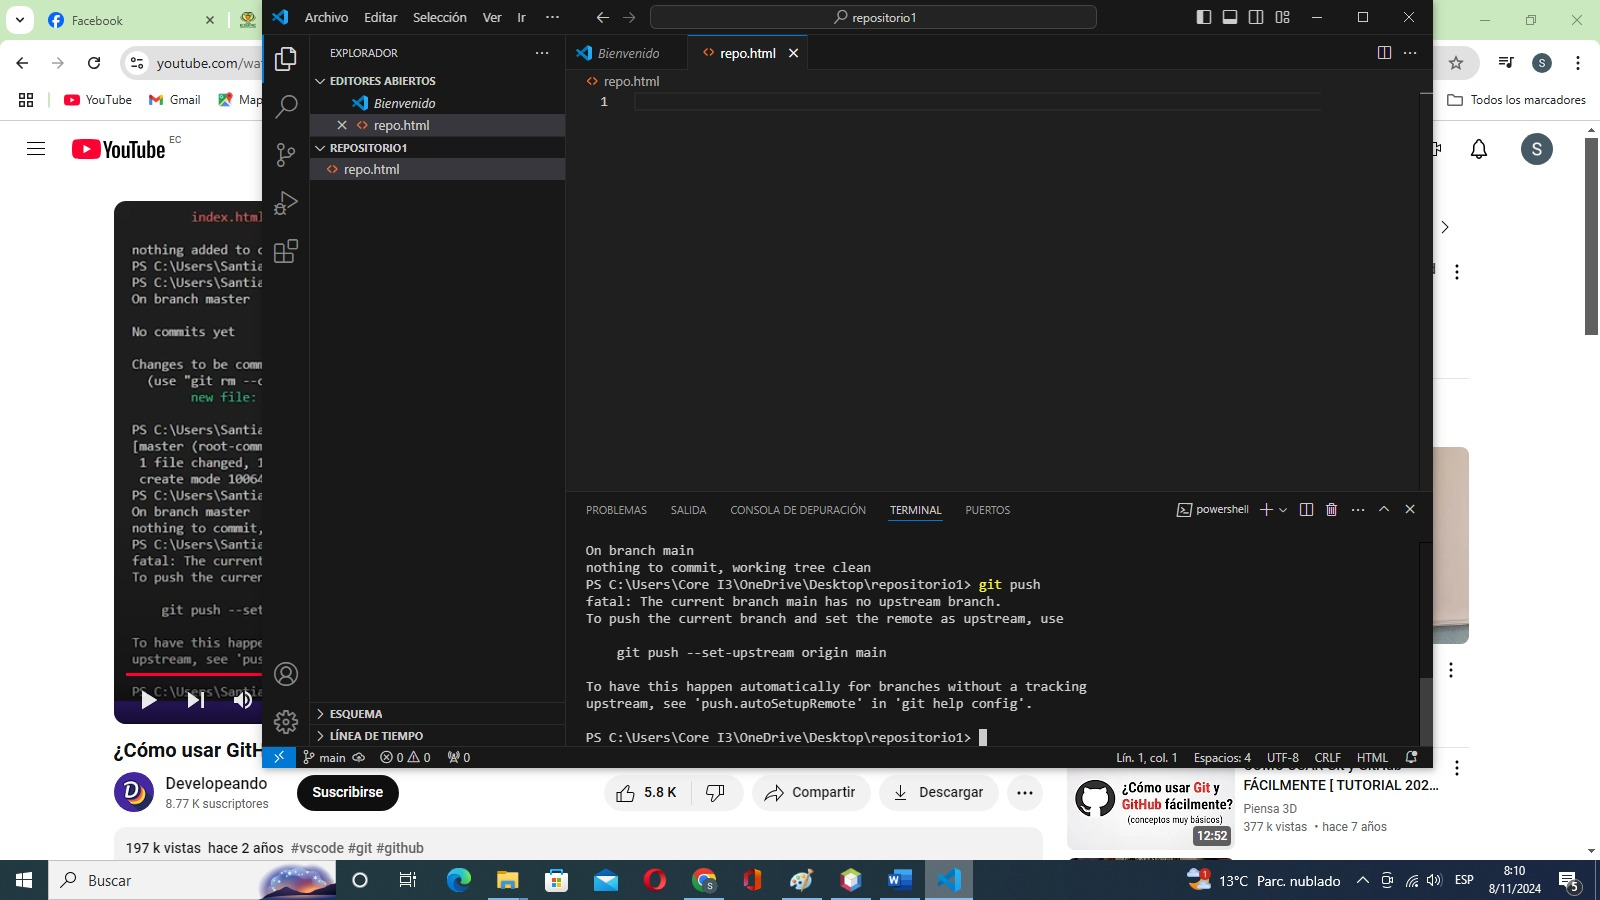 Facebook
youtube.com/wa
YouTube
Gmail
Map
Todos los marcadores
S
YouTube EC
S
index.html
nothing added to c
PS C:\Users\Santia
PS C:\Users\Santia
On branch master
No commits yet
Changes to be comm
(use "git rm --c
new file:
PS C:\Users\Santia
[master (root-comm
1 file changed, 1
create mode 10064
PS C:\Users\Santia
On branch master
nothing to commit,
PS C:\Users\Santia
fatal: The current
To push the curren
git push --set
To have this happe
upstream, see 'pus
PS C:\Users\Santia
¿Cómo usar GitH
Developeando
8.77 K suscriptores
Suscribirse
5.8 K
Compartir
Descargar
197 k vistas hace 2 años #vscode #git #github
Archivo Editar Selección Ver Ir
repositorio1
EXPLORADOR
EDITORES ABIERTOS
Bienvenido
repo.html
REPOSITORIO1
repo.html
ESQUEMA
LÍNEA DE TIEMPO
Bienvenido
repo.html
repo.html
1
PROBLEMAS SALIDA CONSOLA DE DEPURACIÓN TERMINAL PUERTOS
powershell
On branch main
nothing to commit, working tree clean
PS C:\Users\Core I3\OneDrive\Desktop\repositorio1> git push
fatal: The current branch main has no upstream branch.
To push the current branch and set the remote as upstream, use
git push --set-upstream origin main
To have this happen automatically for branches without a tracking
upstream, see 'push.autoSetupRemote' in 'git help config'.
PS C:\Users\Core I3\OneDrive\Desktop\repositorio1>
main 0 0 0
Lín. 1, col. 1 Espacios: 4 UTF-8 CRLF HTML
¿Cómo usar Git y
GitHub fácilmente?
(conceptos muy básicos)
12:52
FÁCILMENTE [ TUTORIAL 202...
Piensa 3D
377 k vistas • hace 7 años
Buscar
S
1
13°C Parc. nublado
ESP
8:10
8/11/2024
5